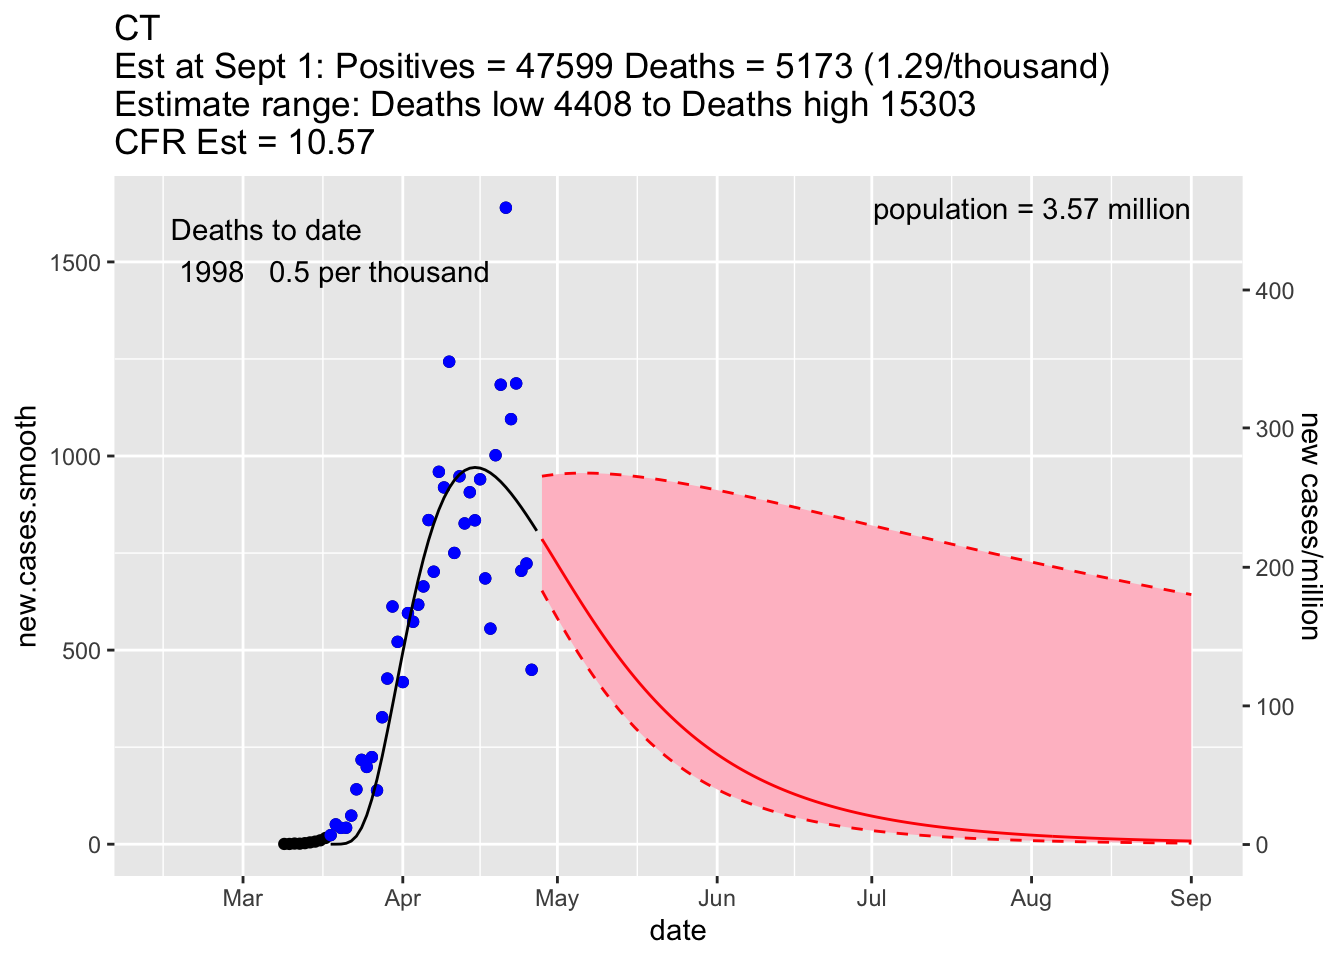 CT
Est at Sept 1: Positives = 47599 Deaths = 5173 (1.29/thousand)
Estimate range: Deaths low 4408 to Deaths high 15303
CFR Est = 10.57
population = 3.57 million
Deaths to date
1998 0.5 per thousand
1500
1000
500
0
new.cases.smooth
400
300
200
100
0
new cases/million
Mar Apr May Jun Jul Aug Sep
date